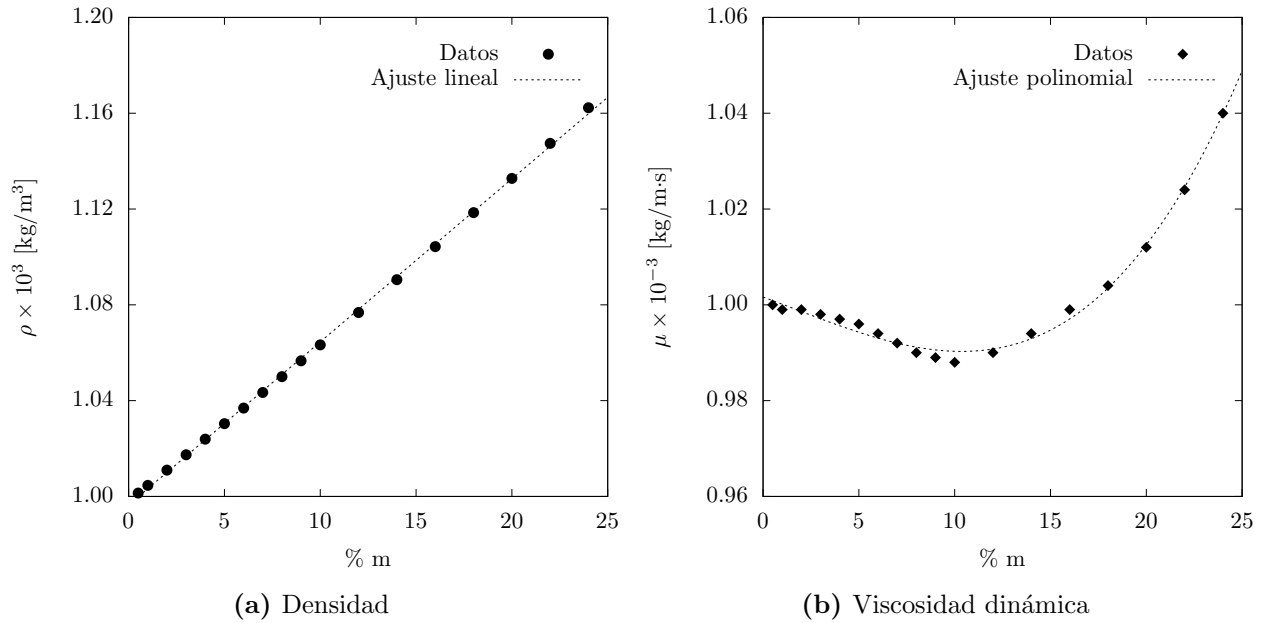 1.20
1.16
1.12
1.08
1.04
1.00
ρ × 10³ [kg/m³]
Datos
Ajuste lineal
0 5 10 15 20 25
% m
(a) Densidad
1.06
1.04
1.02
1.00
0.98
0.96
μ × 10⁻³ [kg/m·s]
Datos
Ajuste polinomial
0 5 10 15 20 25
% m
(b) Viscosidad dinámica